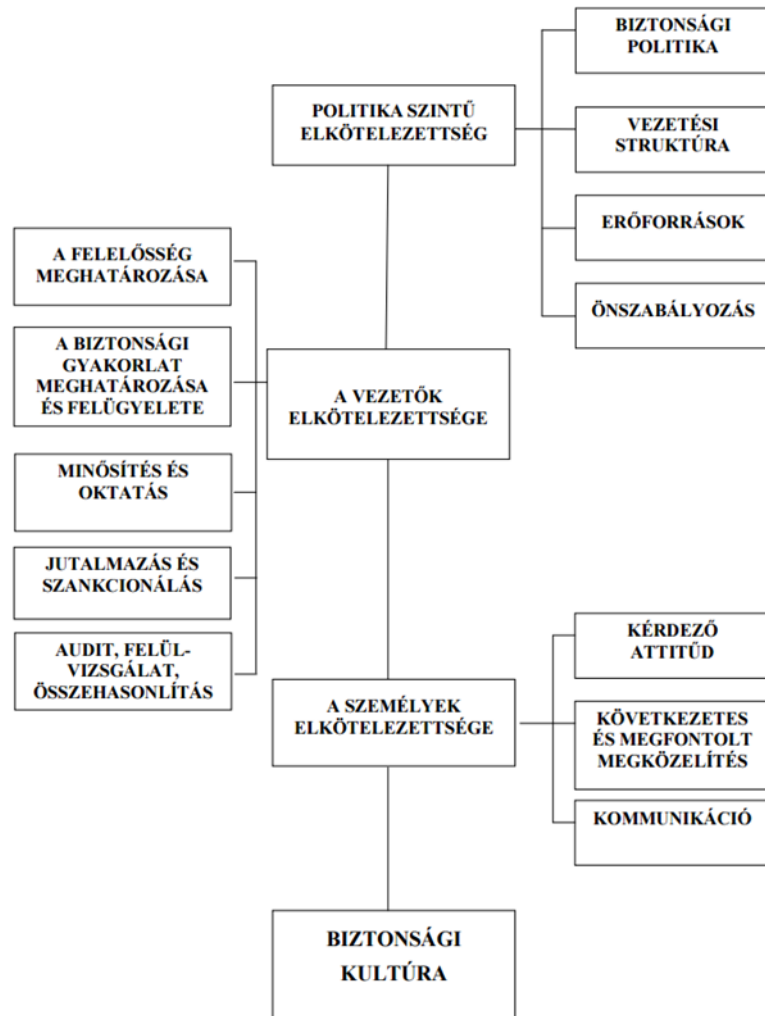 BIZTONSÁGI
POLITIKA
POLITIKA SZINTŰ
ELKÖTELEZETTSÉG
VEZETÉSI
STRUKTÚRA
ERŐFORRÁSOK
ÖNSZABÁLYOZÁS
A FELELŐSSÉG
MEGHATÁROZÁSA
A BIZTONSÁGI
GYAKORLAT
MEGHATÁROZÁSA
ÉS FELÜGYELETE
A VEZETŐK
ELKÖTELEZETTSÉGE
MINŐSÍTÉS ÉS
OKTATÁS
JUTALMAZÁS ÉS
SZANKCIONÁLÁS
AUDIT, FELÜL-
VIZSGÁLAT,
ÖSSZEHASONLÍTÁS
A SZEMÉLYEK
ELKÖTELEZETTSÉGE
KÉRDEZŐ
ATTITŰD
KÖVETKEZETES
ÉS MEGFONTOLT
MEGKÖZELÍTÉS
KOMMUNIKÁCIÓ
BIZTONSÁGI
KULTÚRA